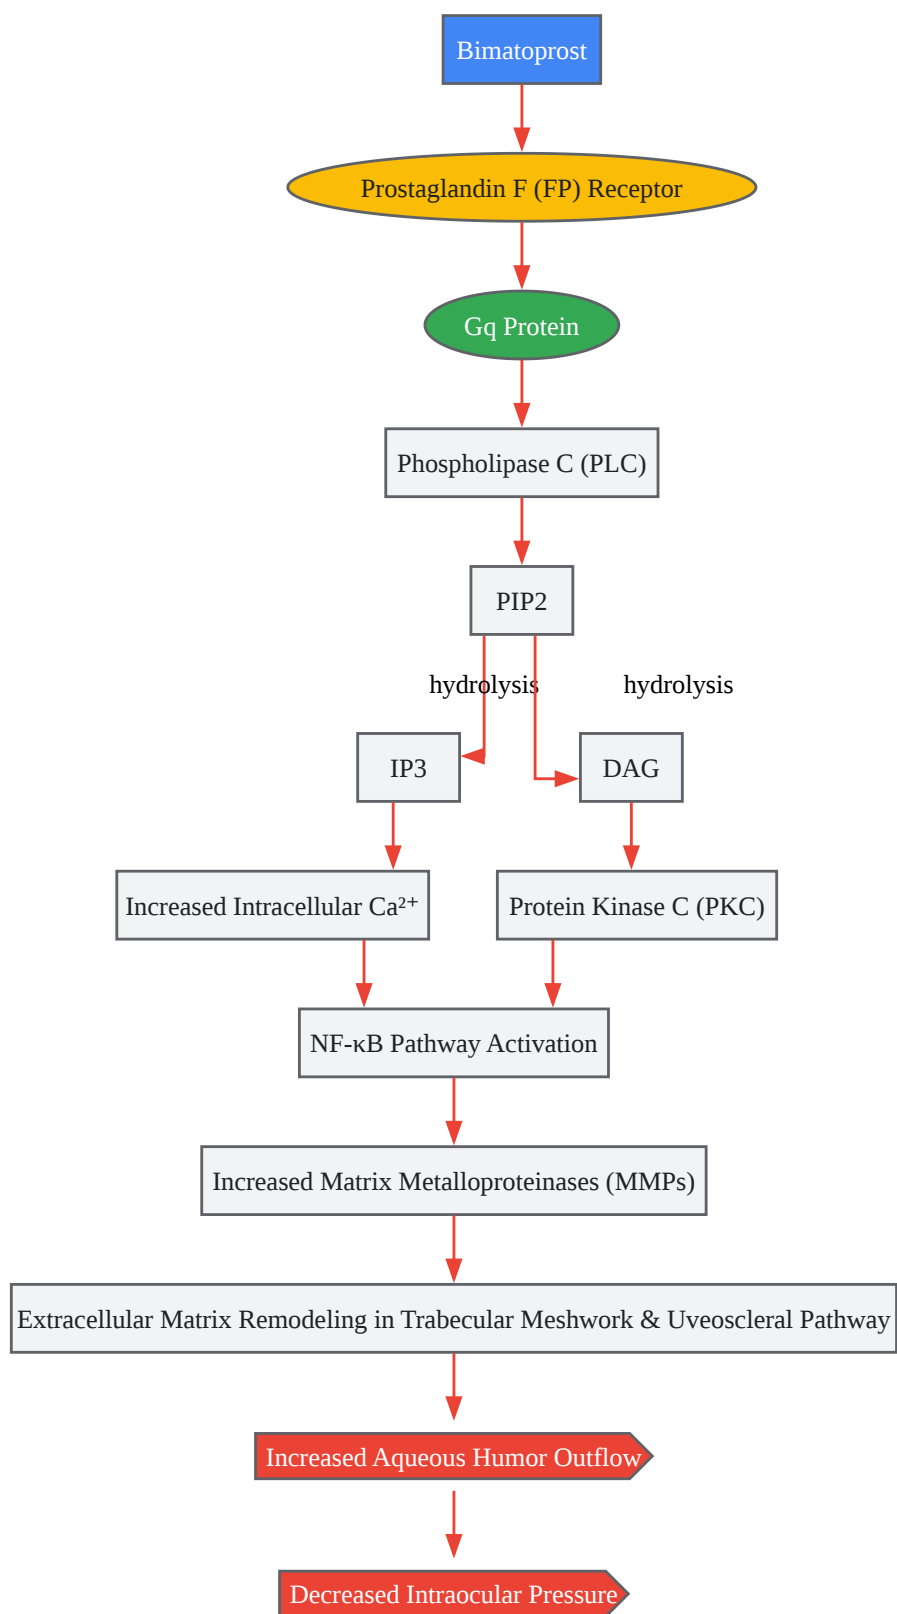 Bimatoprost
Prostaglandin F (FP) Receptor
Gq Protein
Phospholipase C (PLC)
PIP2
hydrolysis
hydrolysis
IP3
DAG
Increased Intracellular Ca²⁺
Protein Kinase C (PKC)
NF-κB Pathway Activation
Increased Matrix Metalloproteinases (MMPs)
Extracellular Matrix Remodeling in Trabecular Meshwork & Uveoscleral Pathway
Increased Aqueous Humor Outflow
Decreased Intraocular Pressure